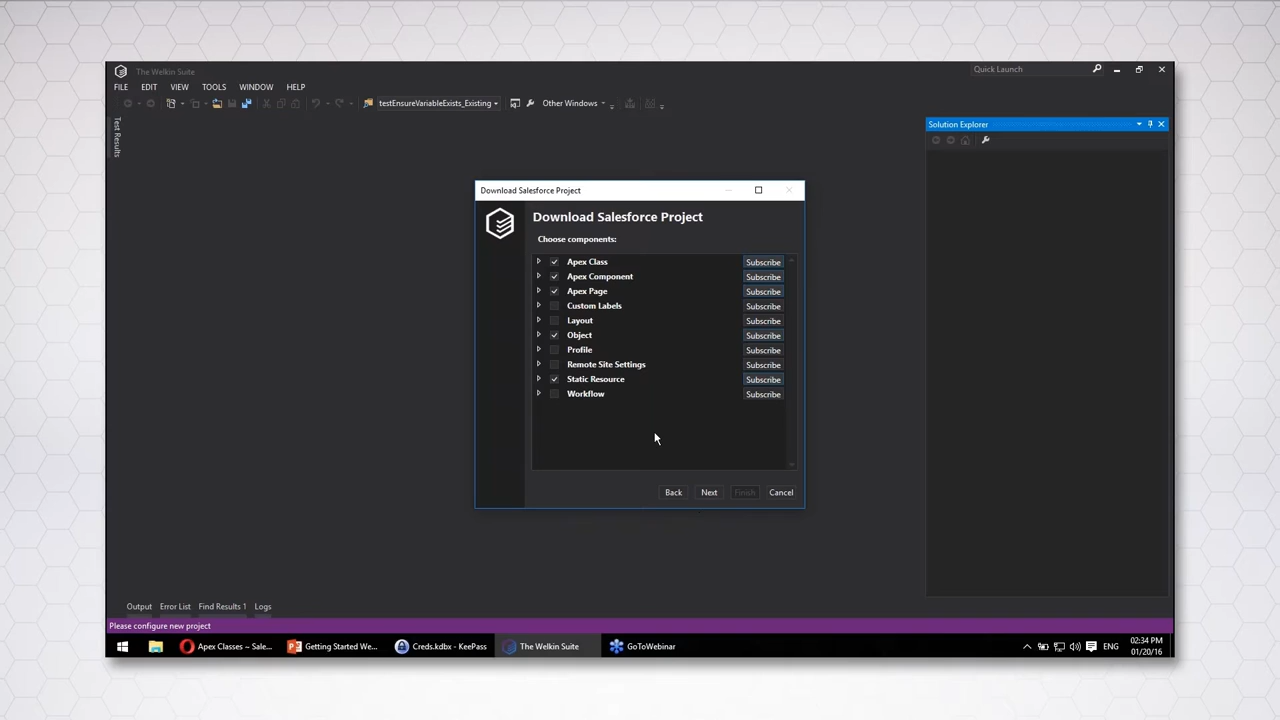 The Welkin Suite
Quick Launch
FILE EDIT VIEW TOOLS WINDOW HELP
testEnsureVariableExists_Existing Other Windows
Test Results
Solution Explorer
Download Salesforce Project
Download Salesforce Project
Choose components:
Apex Class Subscribe
Apex Component Subscribe
Apex Page Subscribe
Custom Labels Subscribe
Layout Subscribe
Object Subscribe
Profile Subscribe
Remote Site Settings Subscribe
Static Resource Subscribe
Workflow Subscribe
Back Next Finish Cancel
Output Error List Find Results 1 Logs
Please configure new project
Apex Classes ~ Sale... Getting Started We... Creds.kdbx - KeePass The Welkin Suite GoToWebinar ENG 02:34 PM
01/20/16